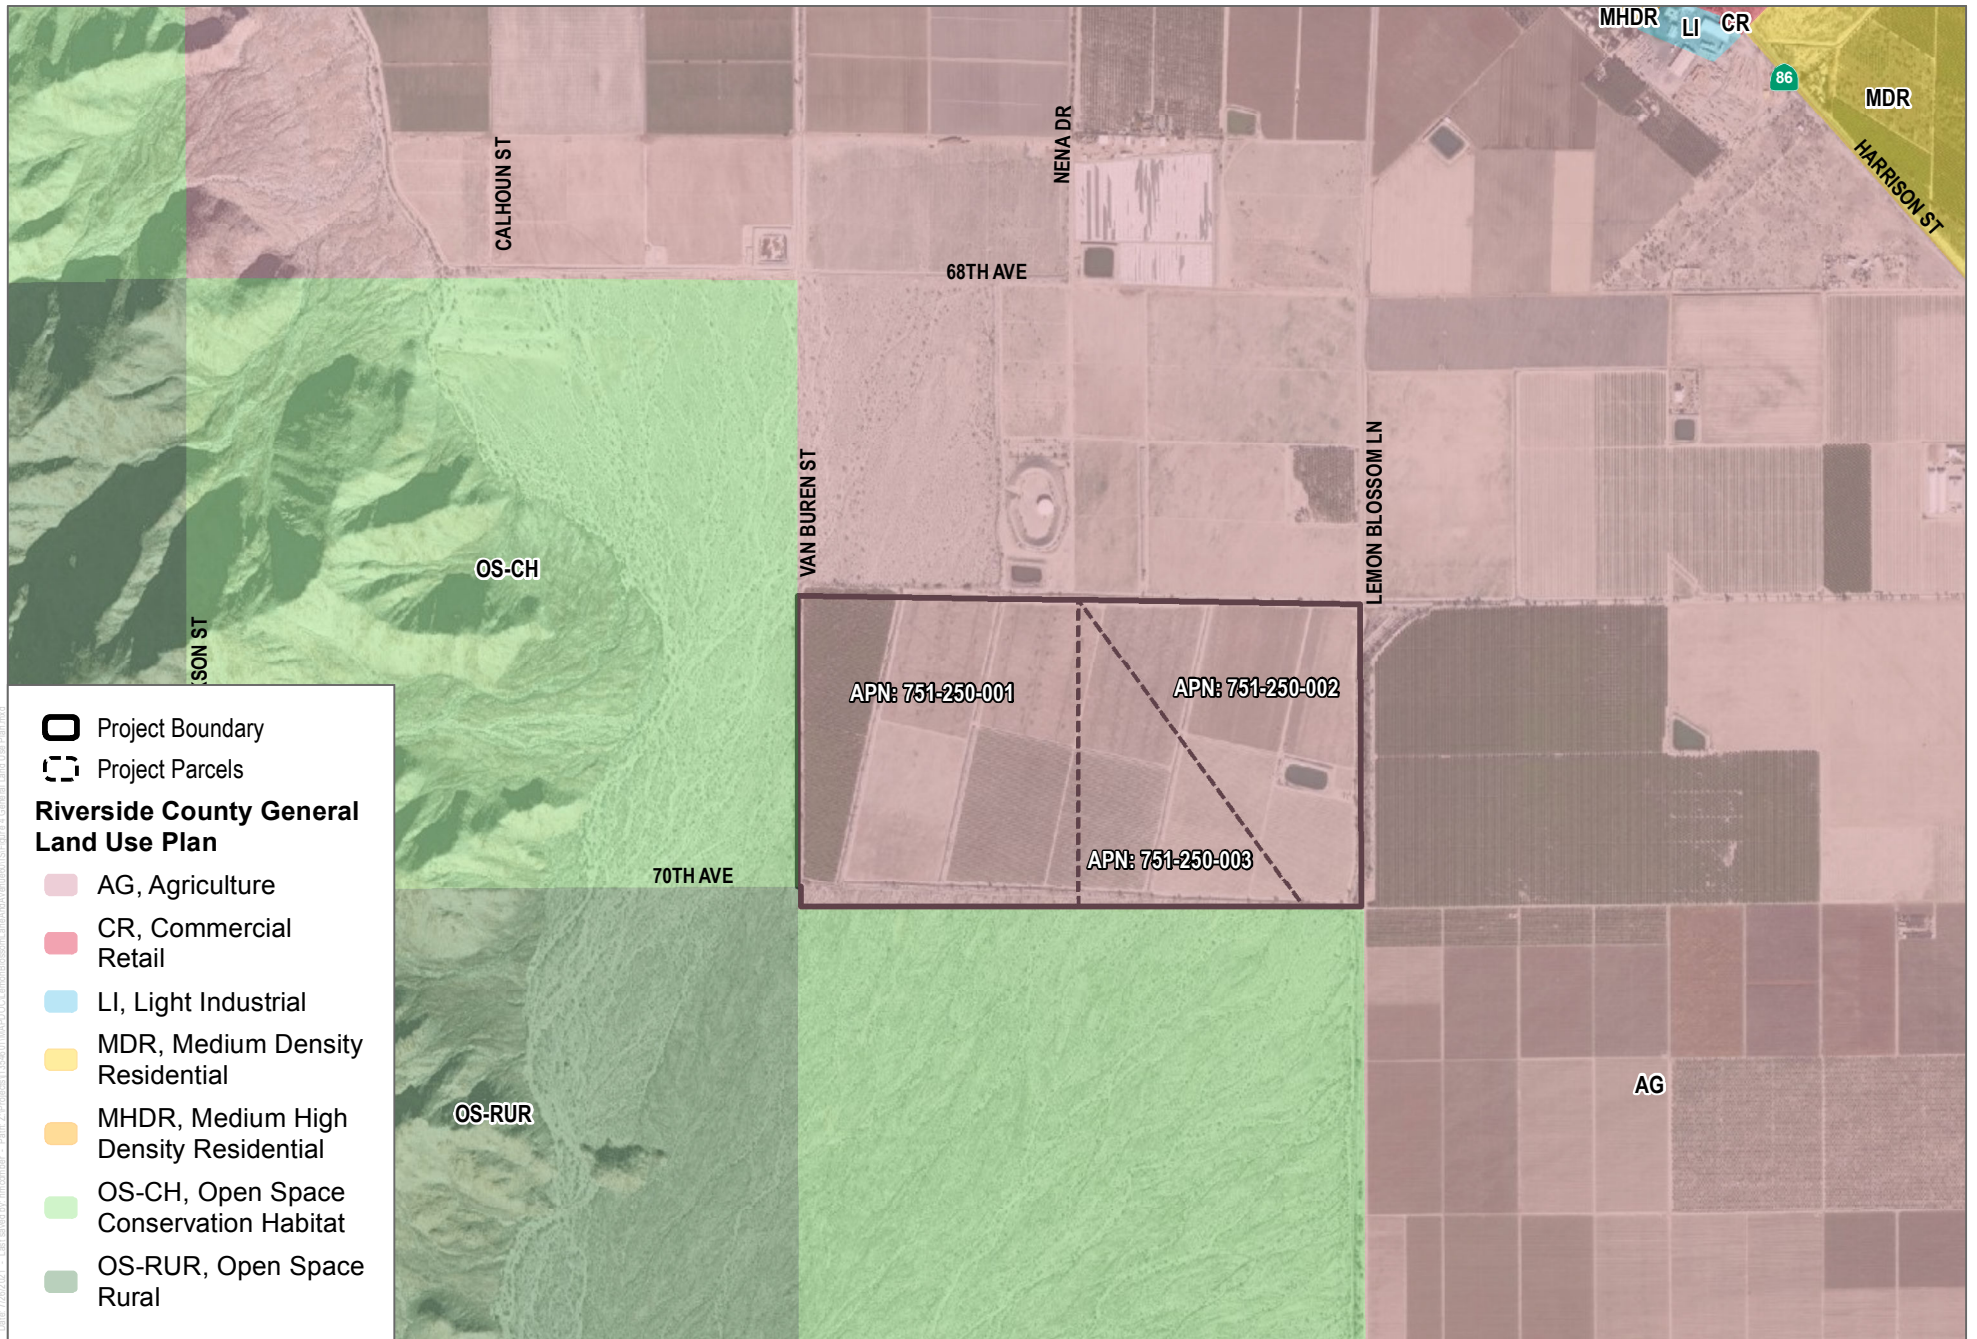 MHDR
LI
CR
86
MDR
HARRISON ST
NENA DR
CALHOUN ST
68TH AVE
VAN BUREN ST
LEMON BLOSSOM LN
OS-CH
SON ST
APN: 751-250-001
APN: 751-250-002
APN: 751-250-003
70TH AVE
OS-RUR
AG
Project Boundary
Project Parcels
Riverside County General
Land Use Plan
AG, Agriculture
CR, Commercial
Retail
LI, Light Industrial
MDR, Medium Density
Residential
MHDR, Medium High
Density Residential
OS-CH, Open Space
Conservation Habitat
OS-RUR, Open Space
Rural